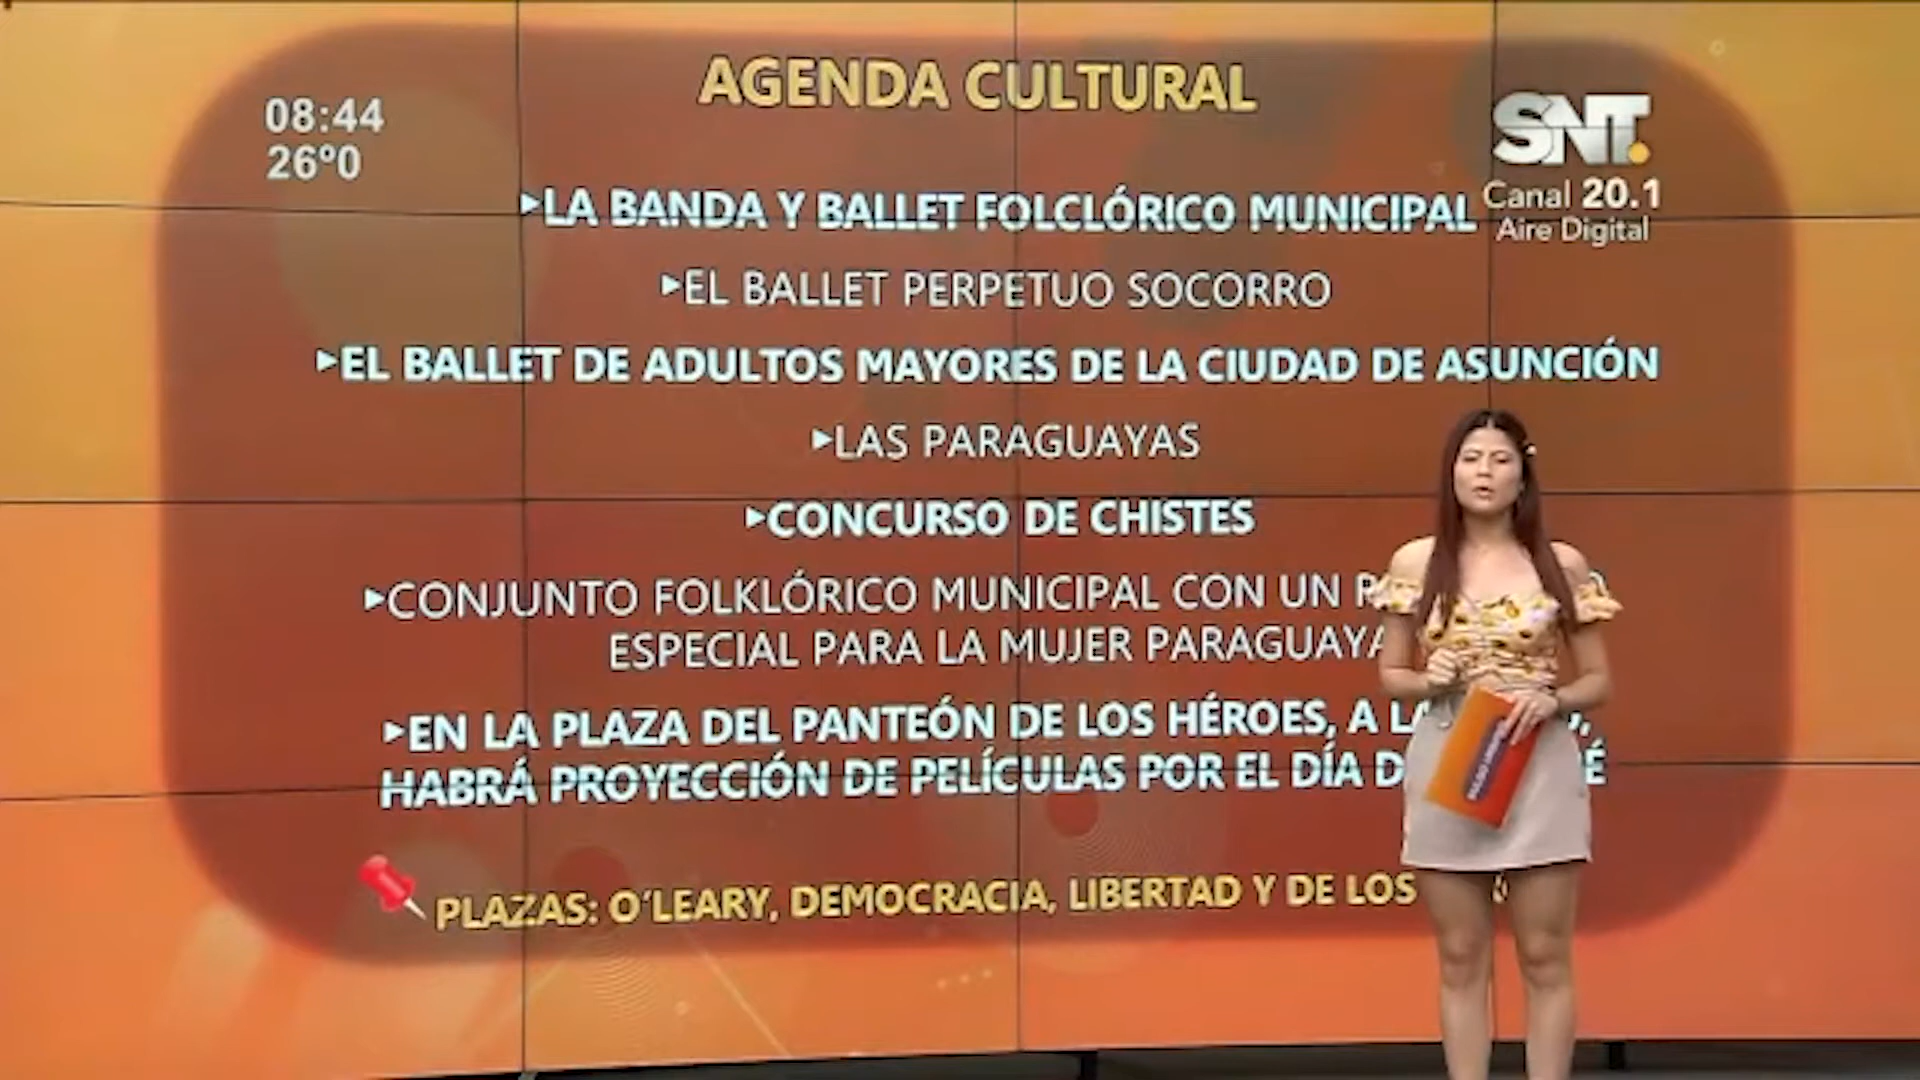 AGENDA CULTURAL
08:44
26º0
SNT.
Canal 20.1
Aire Digital
▶LA BANDA Y BALLET FOLCLÓRICO MUNICIPAL
▶EL BALLET PERPETUO SOCORRO
▶EL BALLET DE ADULTOS MAYORES DE LA CIUDAD DE ASUNCIÓN
▶LAS PARAGUAYAS
▶CONCURSO DE CHISTES
▶CONJUNTO FOLKLÓRICO MUNICIPAL CON UN
ESPECIAL PARA LA MUJER PARAGUAYA
▶EN LA PLAZA DEL PANTEÓN DE LOS HÉROES, A
HABRÁ PROYECCIÓN DE PELÍCULAS POR EL DÍA
PLAZAS: O'LEARY, DEMOCRACIA, LIBERTAD Y DE LOS